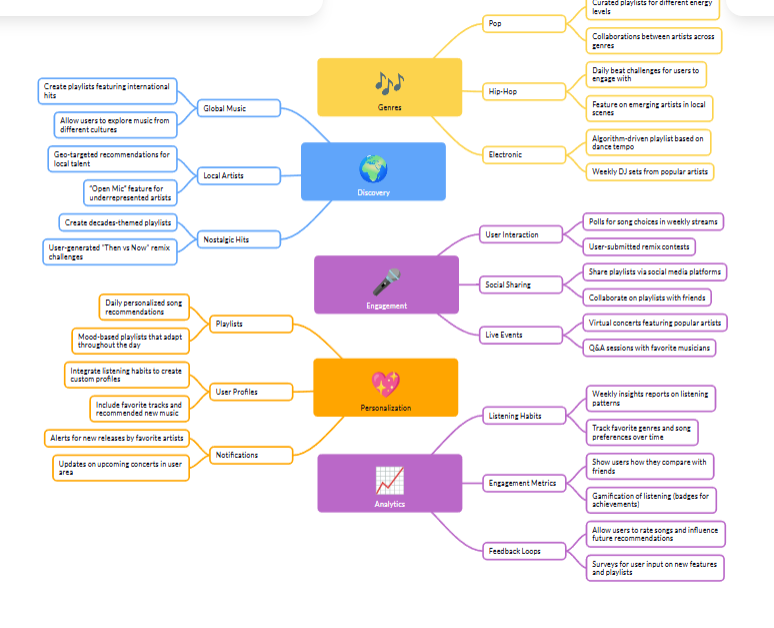 Curated playlists for different energy
levels
Pop
Collaborations between artists across
genres
Genres
Daily beat challenges for users to
engage with
Hip-Hop
Feature on emerging artists in local
scenes
Algorithm-driven playlist based on
dance tempo
Electronic
Weekly DJ sets from popular artists
Create playlists featuring international
hits
Global Music
Allow users to explore music from
different cultures
Geo-targeted recommendations for
local talent
Local Artists
"Open Mic" feature for
underrepresented artists
Discovery
Create decades-themed playlists
Nostalgic Hits
User-generated "Then vs Now" remix
challenges
Polls for song choices in weekly streams
User Interaction
User-submitted remix contests
Share playlists via social media platforms
Social Sharing
Collaborate on playlists with friends
Engagement
Virtual concerts featuring popular artists
Live Events
Q&A sessions with favorite musicians
Daily personalized song
recommendations
Playlists
Mood-based playlists that adapt
throughout the day
Integrate listening habits to create
custom profiles
User Profiles
Include favorite tracks and
recommended new music
Personalization
Alerts for new releases by favorite artists
Notifications
Updates on upcoming concerts in user
area
Weekly insights reports on listening
patterns
Listening Habits
Track favorite genres and song
preferences over time
Show users how they compare with
friends
Engagement Metrics
Gamification of listening (badges for
achievements)
Analytics
Allow users to rate songs and influence
future recommendations
Feedback Loops
Surveys for user input on new features
and playlists